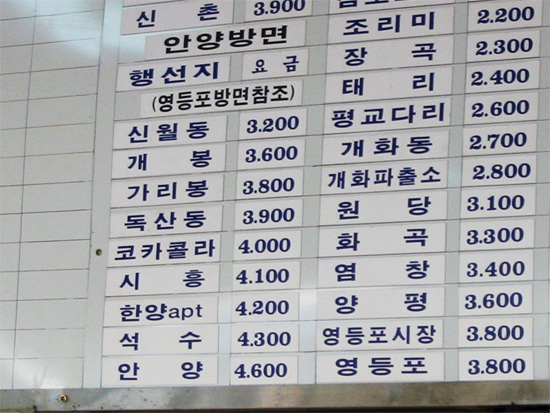 신 촌 3.900
안양방면
행선지 요금
(영등포방면참조)
신월동 3.200
개 봉 3.600
가리봉 3.800
독산동 3.900
코카콜라 4.000
시 흥 4.100
한양apt 4.200
석 수 4.300
안 양 4.600
조리미 2.200
장 곡 2.300
태 리 2.400
평교다리 2.600
개화동 2.700
개화파출소 2.800
원 당 3.100
화 곡 3.300
염 창 3.400
양 평 3.600
영등포시장 3.800
영등포 3.800